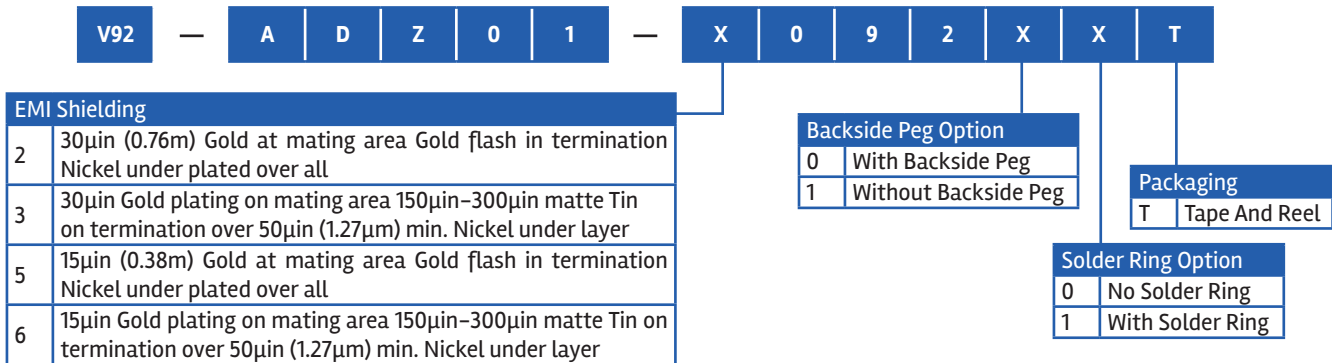 V92 — A D Z 0 1 — X 0 9 2 X X T
EMI Shielding
2 30µin (0.76m) Gold at mating area Gold flash in termination
Nickel under plated over all
3 30µin Gold plating on mating area 150µin–300µin matte Tin
on termination over 50µin (1.27µm) min. Nickel under layer
5 15µin (0.38m) Gold at mating area Gold flash in termination
Nickel under plated over all
6 15µin Gold plating on mating area 150µin–300µin matte Tin on
termination over 50µin (1.27µm) min. Nickel under layer
Backside Peg Option
0 With Backside Peg
1 Without Backside Peg
Packaging
T Tape And Reel
Solder Ring Option
0 No Solder Ring
1 With Solder Ring